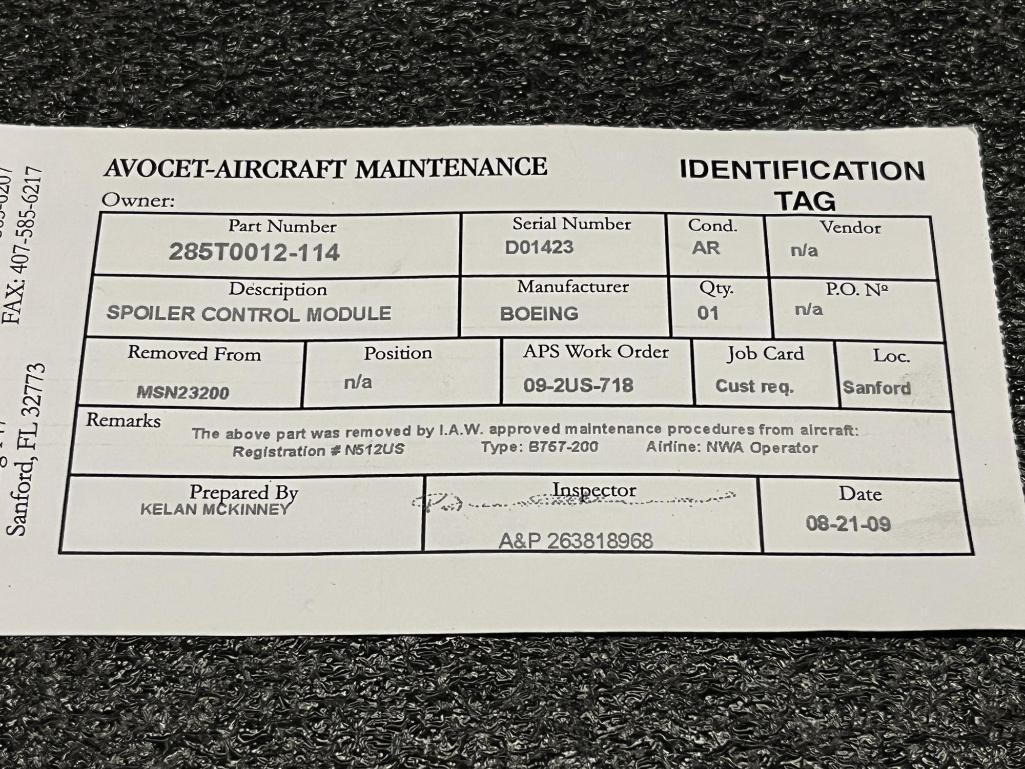 AVOCET-AIRCRAFT MAINTENANCE
IDENTIFICATION
TAG
Owner:
Part Number
285T0012-114
Serial Number
D01423
Cond.
AR
Vendor
n/a
Description
SPOILER CONTROL MODULE
Manufacturer
BOEING
Qty.
01
P.O. Nº
n/a
Removed From
MSN23200
Position
n/a
APS Work Order
09-2US-718
Job Card
Cust req.
Loc.
Sanford
Remarks
The above part was removed by I.A.W. approved maintenance procedures from aircraft:
Registration # N512US Type: B757-200 Airline: NWA Operator
Prepared By
KELAN MCKINNEY
Inspector
A&P 263818968
Date
08-21-09
FAX: 407-585-6217
Sanford, FL 32773